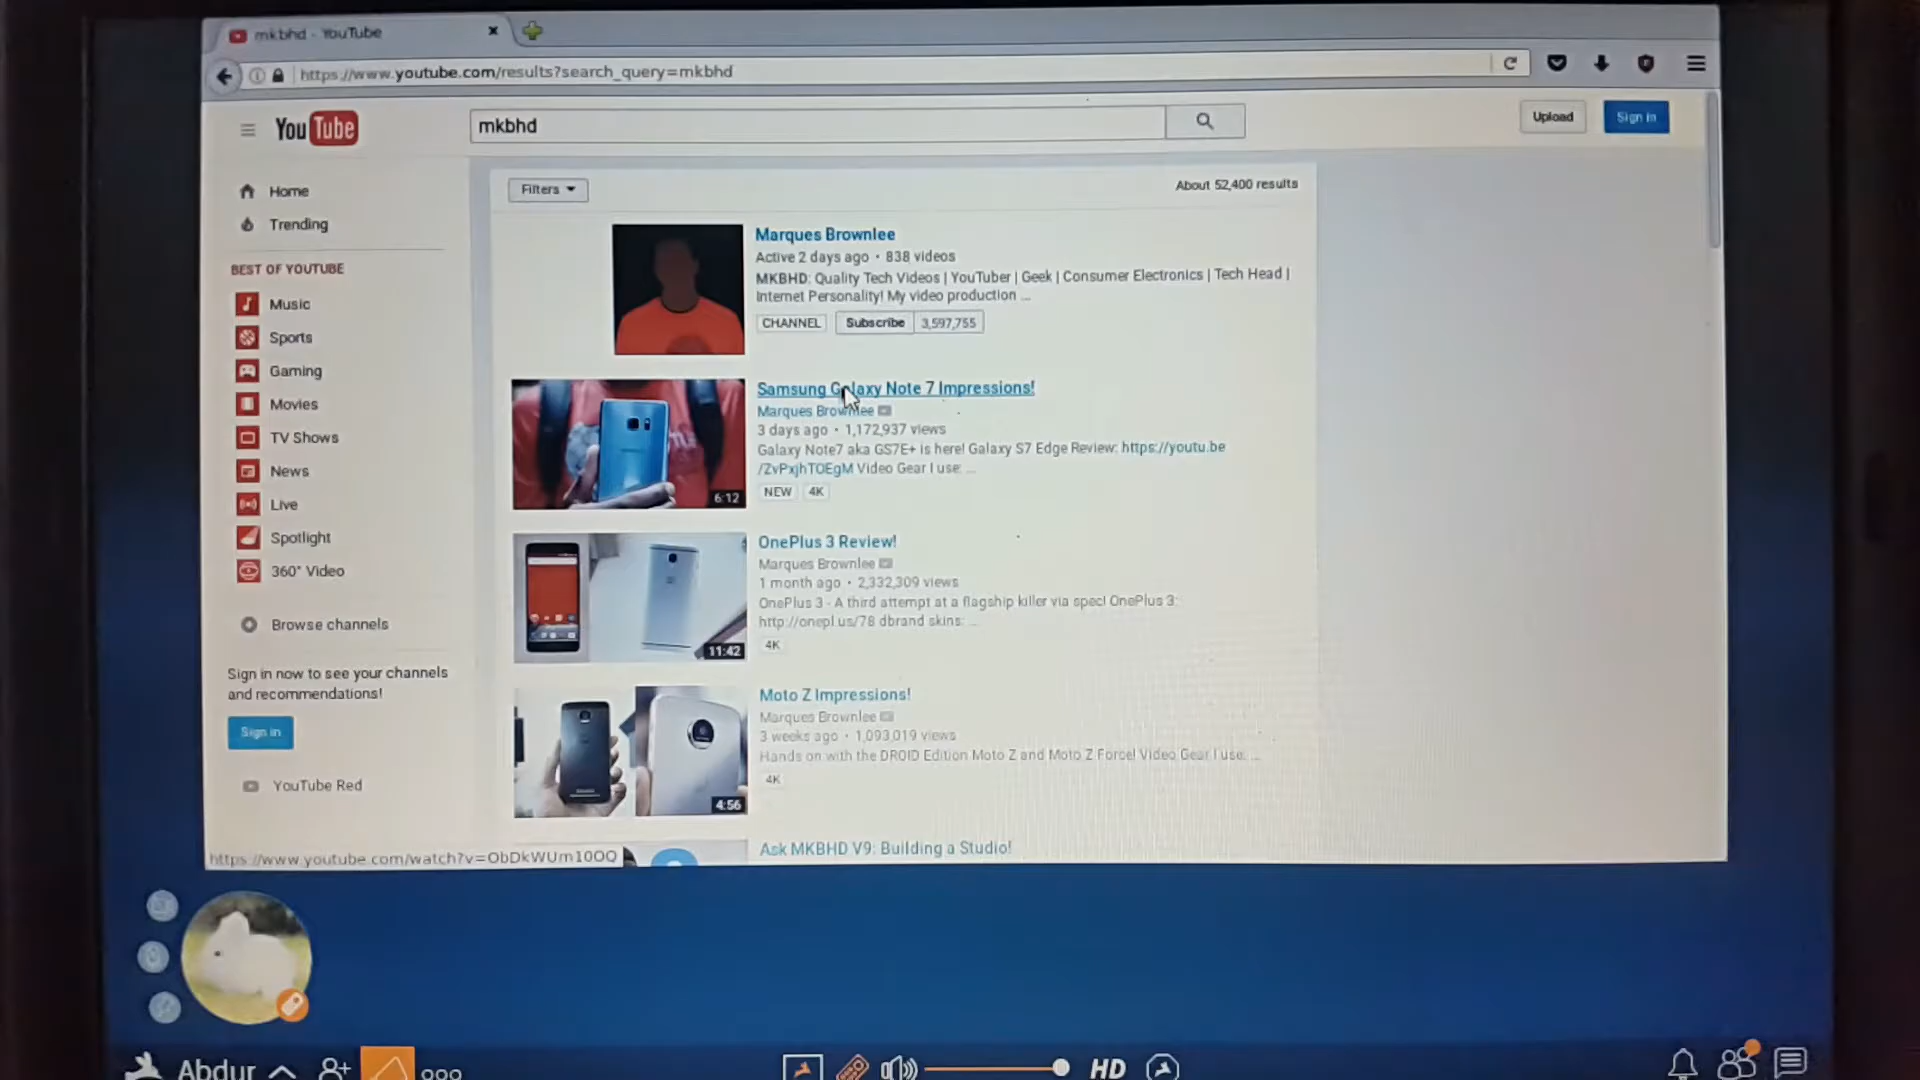 mkbhd - YouTube
https://www.youtube.com/results?search_query=mkbhd
YouTube
mkbhd
Upload
Sign in
Home
Trending
BEST OF YOUTUBE
Music
Sports
Gaming
Movies
TV Shows
News
Live
Spotlight
360° Video
Browse channels
Sign in now to see your channels
and recommendations!
Sign in
YouTube Red
Filters
About 52,400 results
Marques Brownlee
Active 2 days ago • 838 videos
MKBHD: Quality Tech Videos | YouTuber | Geek | Consumer Electronics | Tech Head |
Internet Personality! My video production ...
CHANNEL
Subscribe
3,597,755
Samsung Galaxy Note 7 Impressions!
Marques Brownlee
3 days ago • 1,172,937 views
Galaxy Note7 aka GS7E+ is here! Galaxy S7 Edge Review: https://youtu.be
/ZvPxjhTOEgM Video Gear I use: ...
NEW
4K
6:12
OnePlus 3 Review!
Marques Brownlee
1 month ago • 2,332,309 views
OnePlus 3 - A third attempt at a flagship killer via spec! OnePlus 3:
http://onepl.us/78 dbrand skins: ...
4K
11:42
Moto Z Impressions!
Marques Brownlee
3 weeks ago • 1,093,019 views
Hands on with the DROID Edition Moto Z and Moto Z Force! Video Gear I use: ...
4K
4:56
Ask MKBHD V9: Building a Studio!
https://www.youtube.com/watch?v=ObDkWUm10OQ
Abdur
HD